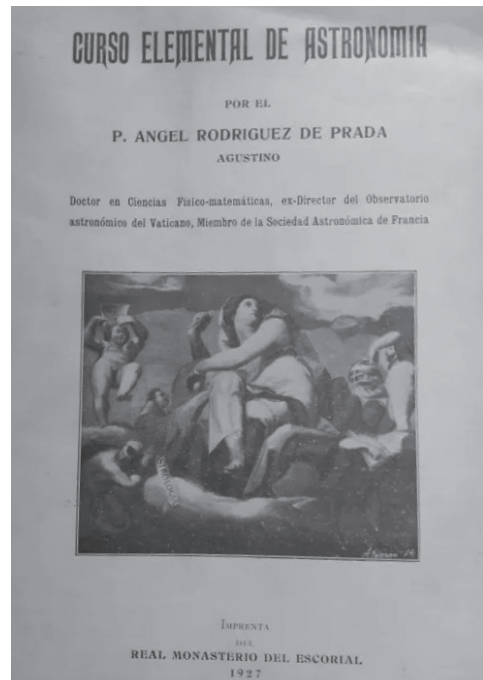 CURSO ELEMENTAL DE ASTRONOMIA
POR EL
P. ANGEL RODRIGUEZ DE PRADA
AGUSTINO
Doctor en Ciencias Físico-matemáticas, ex-Director del Observatorio
astronómico del Vaticano, Miembro de la Sociedad Astronómica de Francia
IMPRENTA
DEL
REAL MONASTERIO DEL ESCORIAL
1927